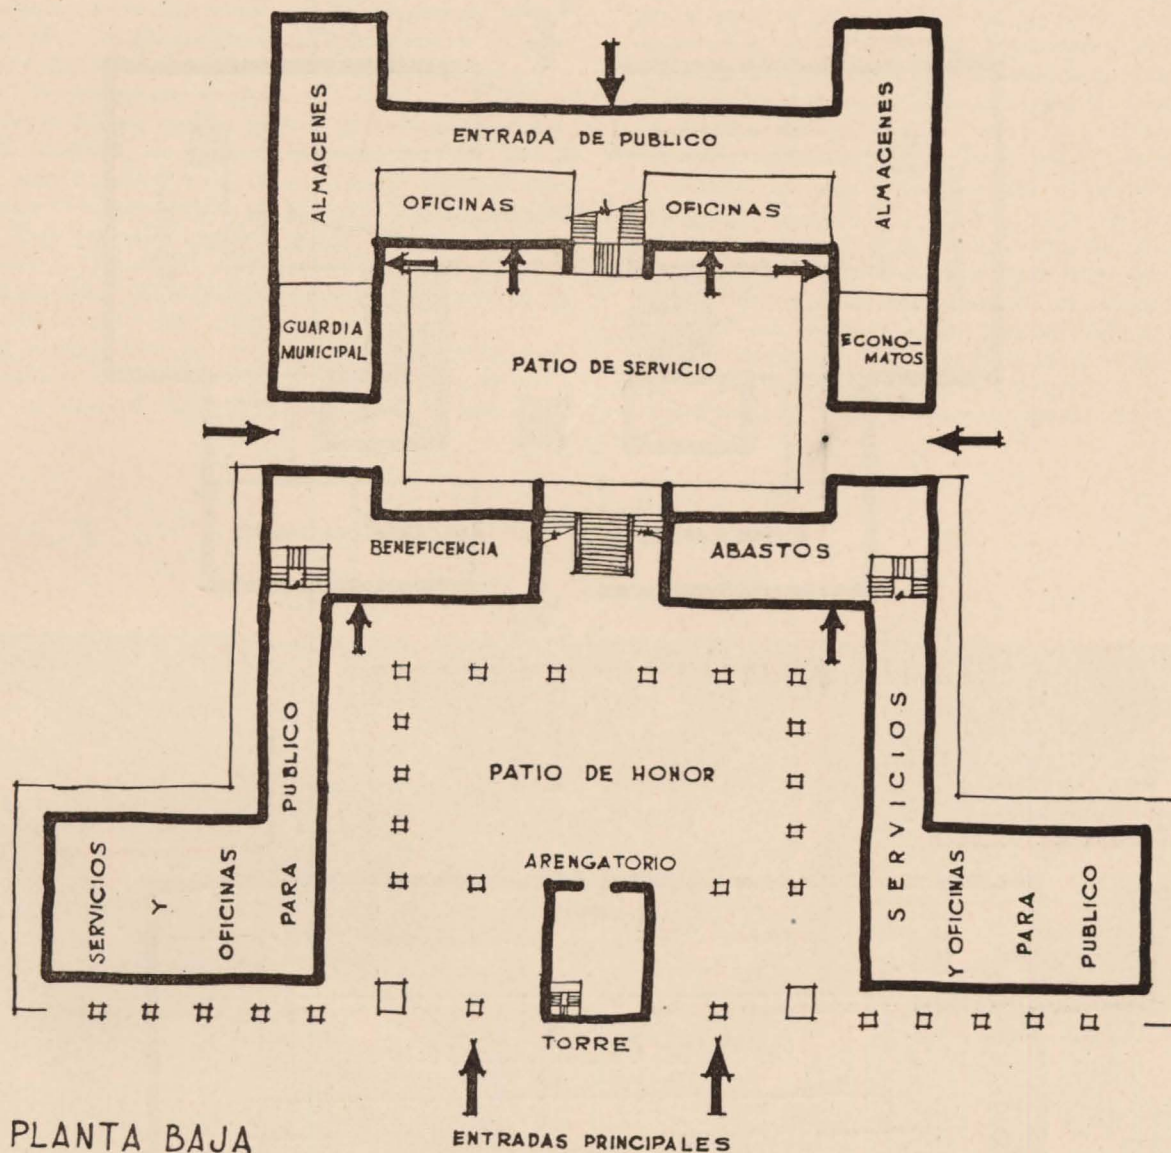 ALMACENES
ENTRADA DE PUBLICO
ALMACENES
OFICINAS
OFICINAS
GUARDIA
MUNICIPAL
PATIO DE SERVICIO
ECONO-
MATOS
BENEFICENCIA
ABASTOS
PATIO DE HONOR
ARENGATORIO
SERVICIOS
Y
OFICINAS
PARA PUBLICO
SERVICIOS
Y OFICINAS
PARA
PUBLICO
TORRE
PLANTA BAJA
ENTRADAS PRINCIPALES